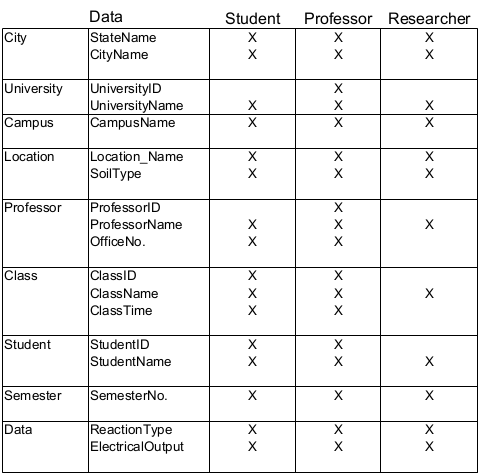 Data Student Professor Researcher
City StateName X X X
CityName X X X
University UniversityID X
UniversityName X X X
Campus CampusName X X X
Location Location_Name X X X
SoilType X X X
Professor ProfessorID X
ProfessorName X X X
OfficeNo. X X
Class ClassID X X
ClassName X X X
ClassTime X X
Student StudentID X X
StudentName X X X
Semester SemesterNo. X X X
Data ReactionType X X X
ElectricalOutput X X X